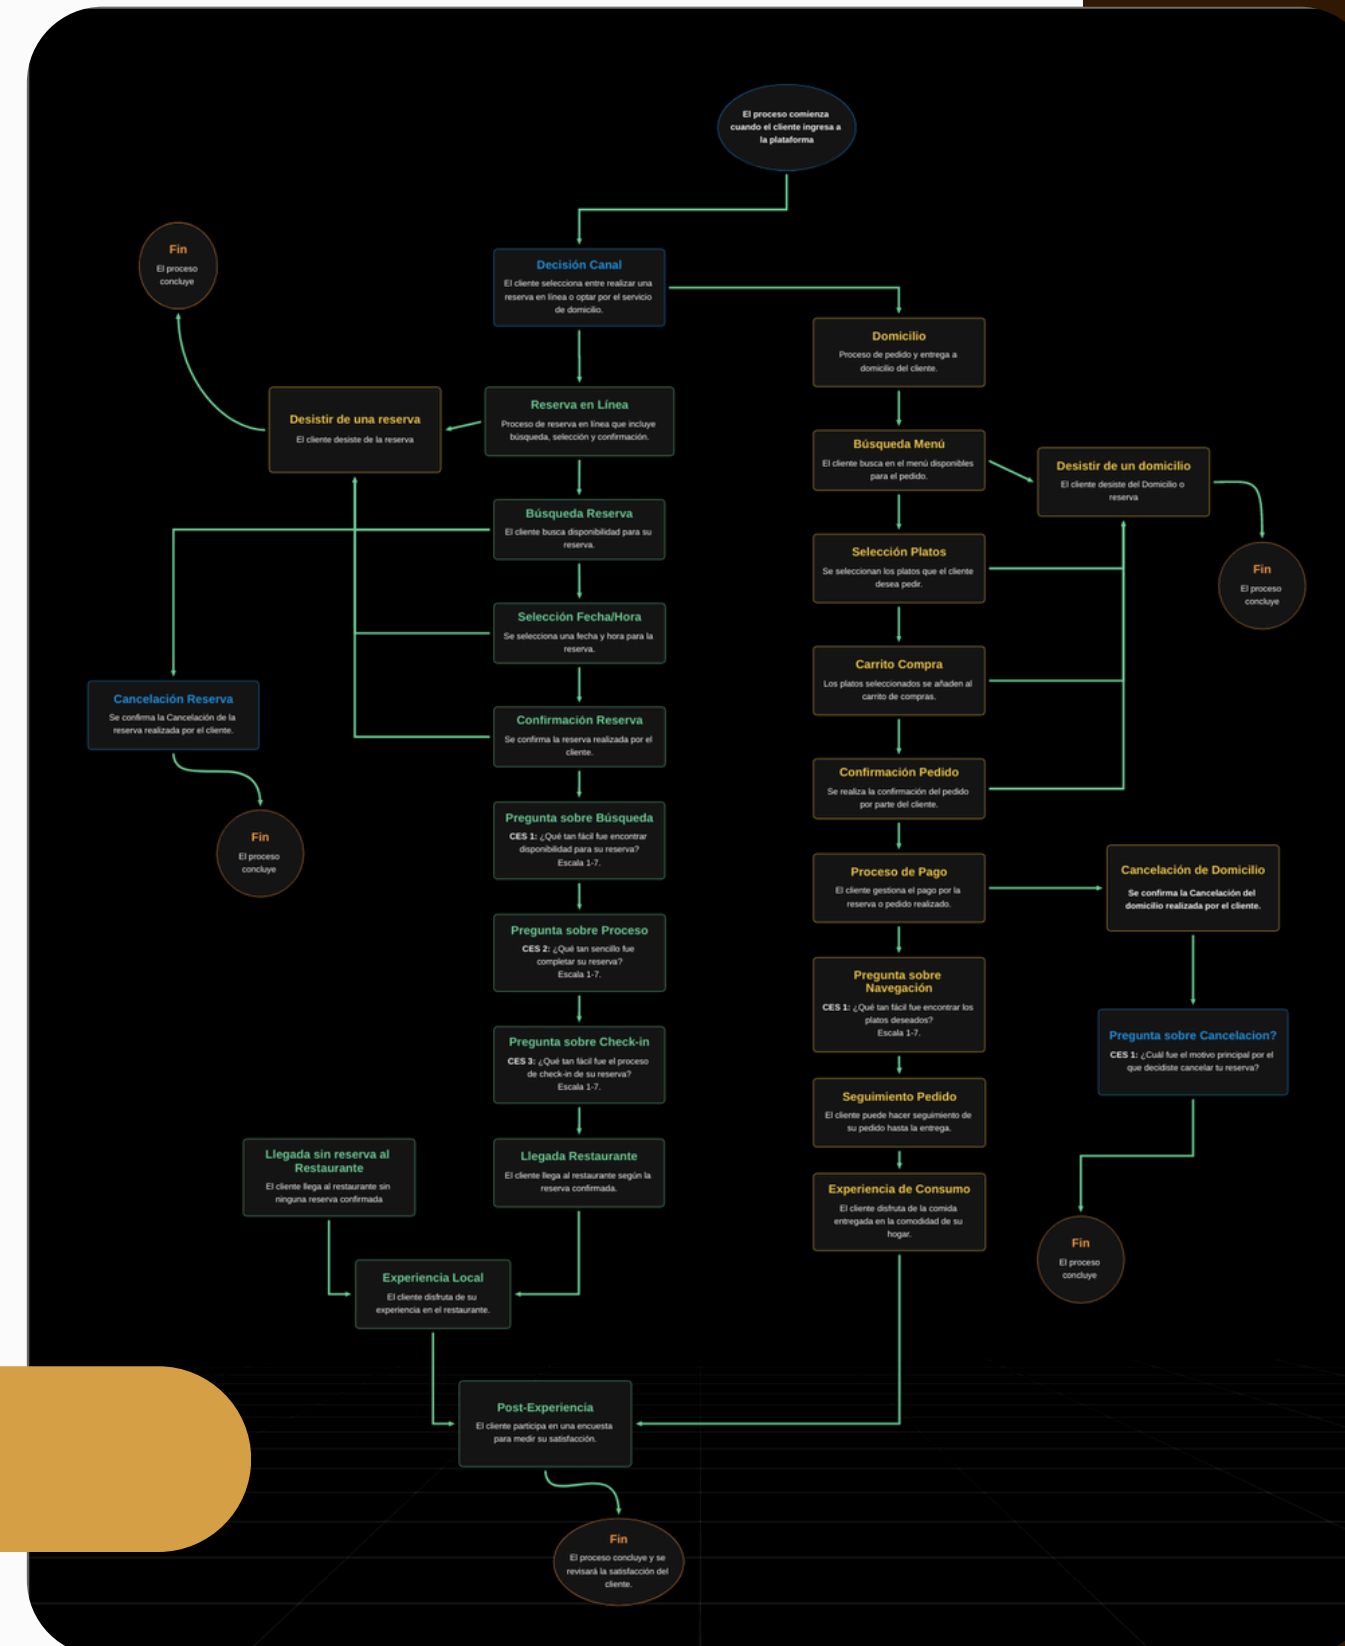 El proceso comienza
cuando el cliente ingresa a
la plataforma
Fin
El proceso
concluye
Decisión Canal
El cliente selecciona entre realizar una
reserva en línea o optar por el servicio
de domicilio.
Domicilio
Proceso de pedido y entrega a
domicilio del cliente.
Desistir de una reserva
El cliente desiste de la reserva
Reserva en Línea
Proceso de reserva en línea que incluye
búsqueda, selección y confirmación.
Búsqueda Menú
El cliente busca en el menú disponibles
para el pedido.
Desistir de un domicilio
El cliente desiste del Domicilio o
reserva
Búsqueda Reserva
El cliente busca disponibilidad para su
reserva.
Selección Platos
Se seleccionan los platos que el cliente
desea pedir.
Fin
El proceso
concluye
Selección Fecha/Hora
Se selecciona una fecha y hora para la
reserva.
Carrito Compra
Los platos seleccionados se añaden al
carrito de compras.
Cancelación Reserva
Se confirma la Cancelación de la
reserva realizada por el cliente.
Confirmación Reserva
Se confirma la reserva realizada por el
cliente.
Confirmación Pedido
Se realiza la confirmación del pedido
por parte del cliente.
Fin
El proceso
concluye
Pregunta sobre Búsqueda
CES 1: ¿Qué tan fácil fue encontrar
disponibilidad para su reserva?
Escala 1-7.
Proceso de Pago
El cliente gestiona el pago por la
reserva o pedido realizado.
Cancelación de Domicilio
Se confirma la Cancelación del
domicilio realizada por el cliente.
Pregunta sobre Proceso
CES 2: ¿Qué tan sencillo fue
completar su reserva?
Escala 1-7.
Pregunta sobre
Navegación
CES 1: ¿Qué tan fácil fue encontrar los
platos deseados?
Escala 1-7.
Pregunta sobre Cancelacion?
CES 1: ¿Cuál fue el motivo principal por el
que decidiste cancelar tu reserva?
Pregunta sobre Check-in
CES 3: ¿Qué tan fácil fue el proceso
de check-in de su reserva?
Escala 1-7.
Seguimiento Pedido
El cliente puede hacer seguimiento de
su pedido hasta la entrega.
Llegada sin reserva al
Restaurante
El cliente llega al restaurante sin
ninguna reserva confirmada
Llegada Restaurante
El cliente llega al restaurante según la
reserva confirmada.
Experiencia de Consumo
El cliente disfruta de la comida
entregada en la comodidad de su
hogar.
Fin
El proceso
concluye
Experiencia Local
El cliente disfruta de su
experiencia en el restaurante.
Post-Experiencia
El cliente participa en una encuesta
para medir su satisfacción.
Fin
El proceso concluye y se
revisará la satisfacción del
cliente.